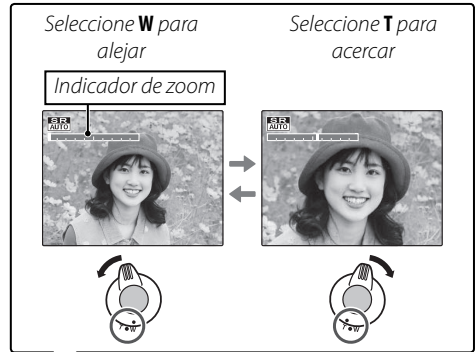 Seleccione W para
alejar
Seleccione T para
acercar
Indicador de zoom
SR
AUTO
SR
AUTO
T W
T W